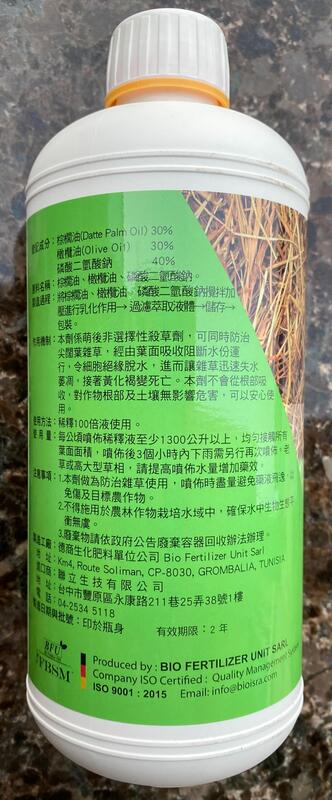 登記成分：棕櫚油(Datte Palm Oil) 30%
橄欖油(Olive Oil) 30%
磷酸二氫酸鈉 40%
原料名稱：棕櫚油、橄欖油、磷酸二氫酸鈉。
製造過程：將棕櫚油、橄欖油、磷酸二氫酸鈉攪拌加
壓進行乳化作用→ 過濾萃取液體→儲存→
包裝。
作用機制：本劑係萌後非選擇性殺草劑，可同時防治
尖闊葉雜草，經由葉面吸收阻斷水份運
行，令細胞絕緣脫水，進而讓雜草迅速失水
萎凋，接著黃化褐變死亡。本劑不會從根部吸
收，對作物根部及土壤無影響危害，可以安心使
用。
使用方法：稀釋100倍液使用。
使用量：每公頃噴佈稀釋液至少1300公升以上，均勻接觸所有
葉面面積，噴佈後3個小時內下雨需另行再次噴佈。老
草或高大型草相，請提高噴佈水量增加藥效。
注意事項：1.本劑做為防治雜草使用，噴佈時盡量避免藥液飛逸，以
免傷及目標農作物。
2.不得施用於農林作物栽培水域中，確保水中生物生態平
衡無虞。
3.廢棄物請依政府公告廢棄容器回收辦法辦理。
製造工廠：德商生化肥料單位公司 Bio Fertilizer Unit Sarl
地 址：Km4, Route Soliman, CP-8030, GROMBALIA, TUNISIA
進口商：聯立生技有限公司
地 址：台中市豐原區永康路211巷25弄38號1樓
電 話：04-2534 5118
製造日期與批號：印於瓶身 有效期限：2 年
BFU
FBSM
Produced by : BIO FERTILIZER UNIT SARL
Company ISO Certified : Quality Management System
ISO 9001 : 2015 Email: info@bioisra.com